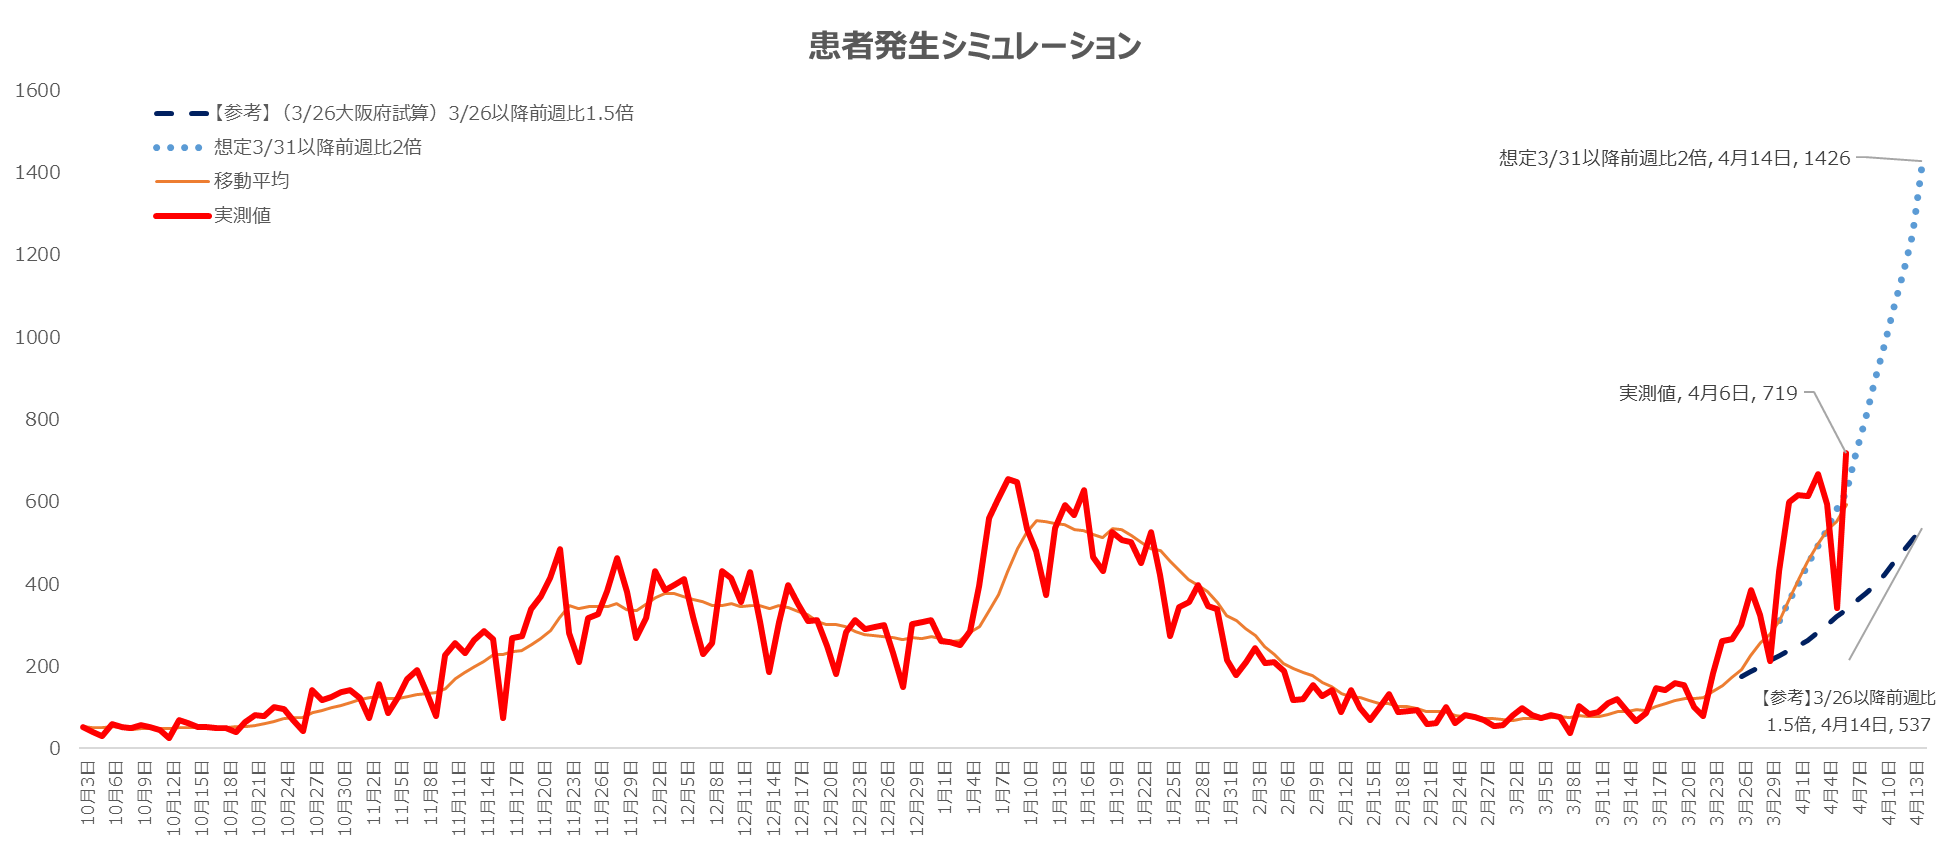 患者発生シミュレーション
1600
1400
1200
1000
800
600
400
200
0
【参考】（3/26大阪府試算）3/26以降前週比1.5倍
想定3/31以降前週比2倍
移動平均
実測値
想定3/31以降前週比2倍, 4月14日, 1426
実測値, 4月6日, 719
【参考】3/26以降前週比
1.5倍, 4月14日, 537
10月3日
10月6日
10月9日
10月12日
10月15日
10月18日
10月21日
10月24日
10月27日
10月30日
11月2日
11月5日
11月8日
11月11日
11月14日
11月17日
11月20日
11月23日
11月26日
11月29日
12月2日
12月5日
12月8日
12月11日
12月14日
12月17日
12月20日
12月23日
12月26日
12月29日
1月1日
1月4日
1月7日
1月10日
1月13日
1月16日
1月19日
1月22日
1月25日
1月28日
1月31日
2月3日
2月6日
2月9日
2月12日
2月15日
2月18日
2月21日
2月24日
2月27日
3月2日
3月5日
3月8日
3月11日
3月14日
3月17日
3月20日
3月23日
3月26日
3月29日
4月1日
4月4日
4月7日
4月10日
4月13日